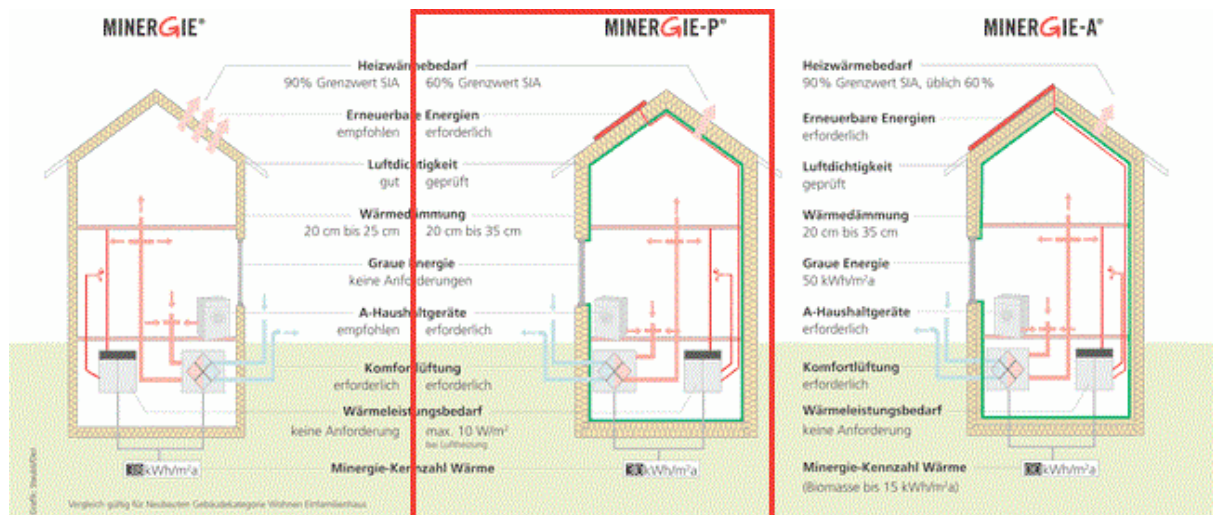 MINERGIE®
MINERGIE-P®
MINERGIE-A®
Heizwärmebedarf
90% Grenzwert SIA
60% Grenzwert SIA
Erneuerbare Energien
empfohlen
erforderlich
Luftdichtigkeit
gut
geprüft
Wärmedämmung
20 cm bis 25 cm
20 cm bis 35 cm
Graue Energie
keine Anforderungen
A-Haushaltgeräte
empfohlen
erforderlich
Komfortlüftung
erforderlich
erforderlich
Wärmeleistungsbedarf
keine Anforderung
max. 10 W/m²
bei Luftheizung
Minergie-Kennzahl Wärme
kWh/m²a
kWh/m²a
Heizwärmebedarf
90% Grenzwert SIA, üblich 60%
Erneuerbare Energien
erforderlich
Luftdichtigkeit
geprüft
Wärmedämmung
20 cm bis 35 cm
Graue Energie
50 kWh/m²a
A-Haushaltgeräte
erforderlich
Komfortlüftung
erforderlich
Wärmeleistungsbedarf
keine Anforderung
Minergie-Kennzahl Wärme
(Biomasse bis 15 kWh/m²a)
kWh/m²a
Vergleich gültig für Neubauten Gebäudekategorie Wohnen Einfamilienhaus